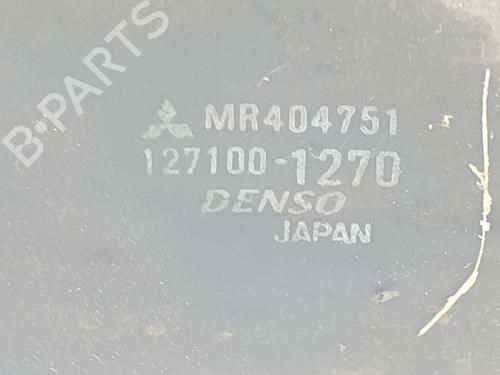 B-PARTS
MR404751
127100-1270
DENSO
JAPAN